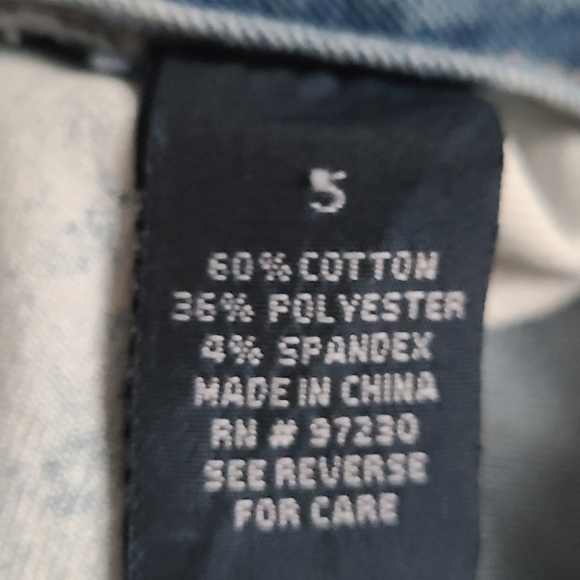 5
60% COTTON
36% POLYESTER
4% SPANDEX
MADE IN CHINA
RN # 97230
SEE REVERSE
FOR CARE